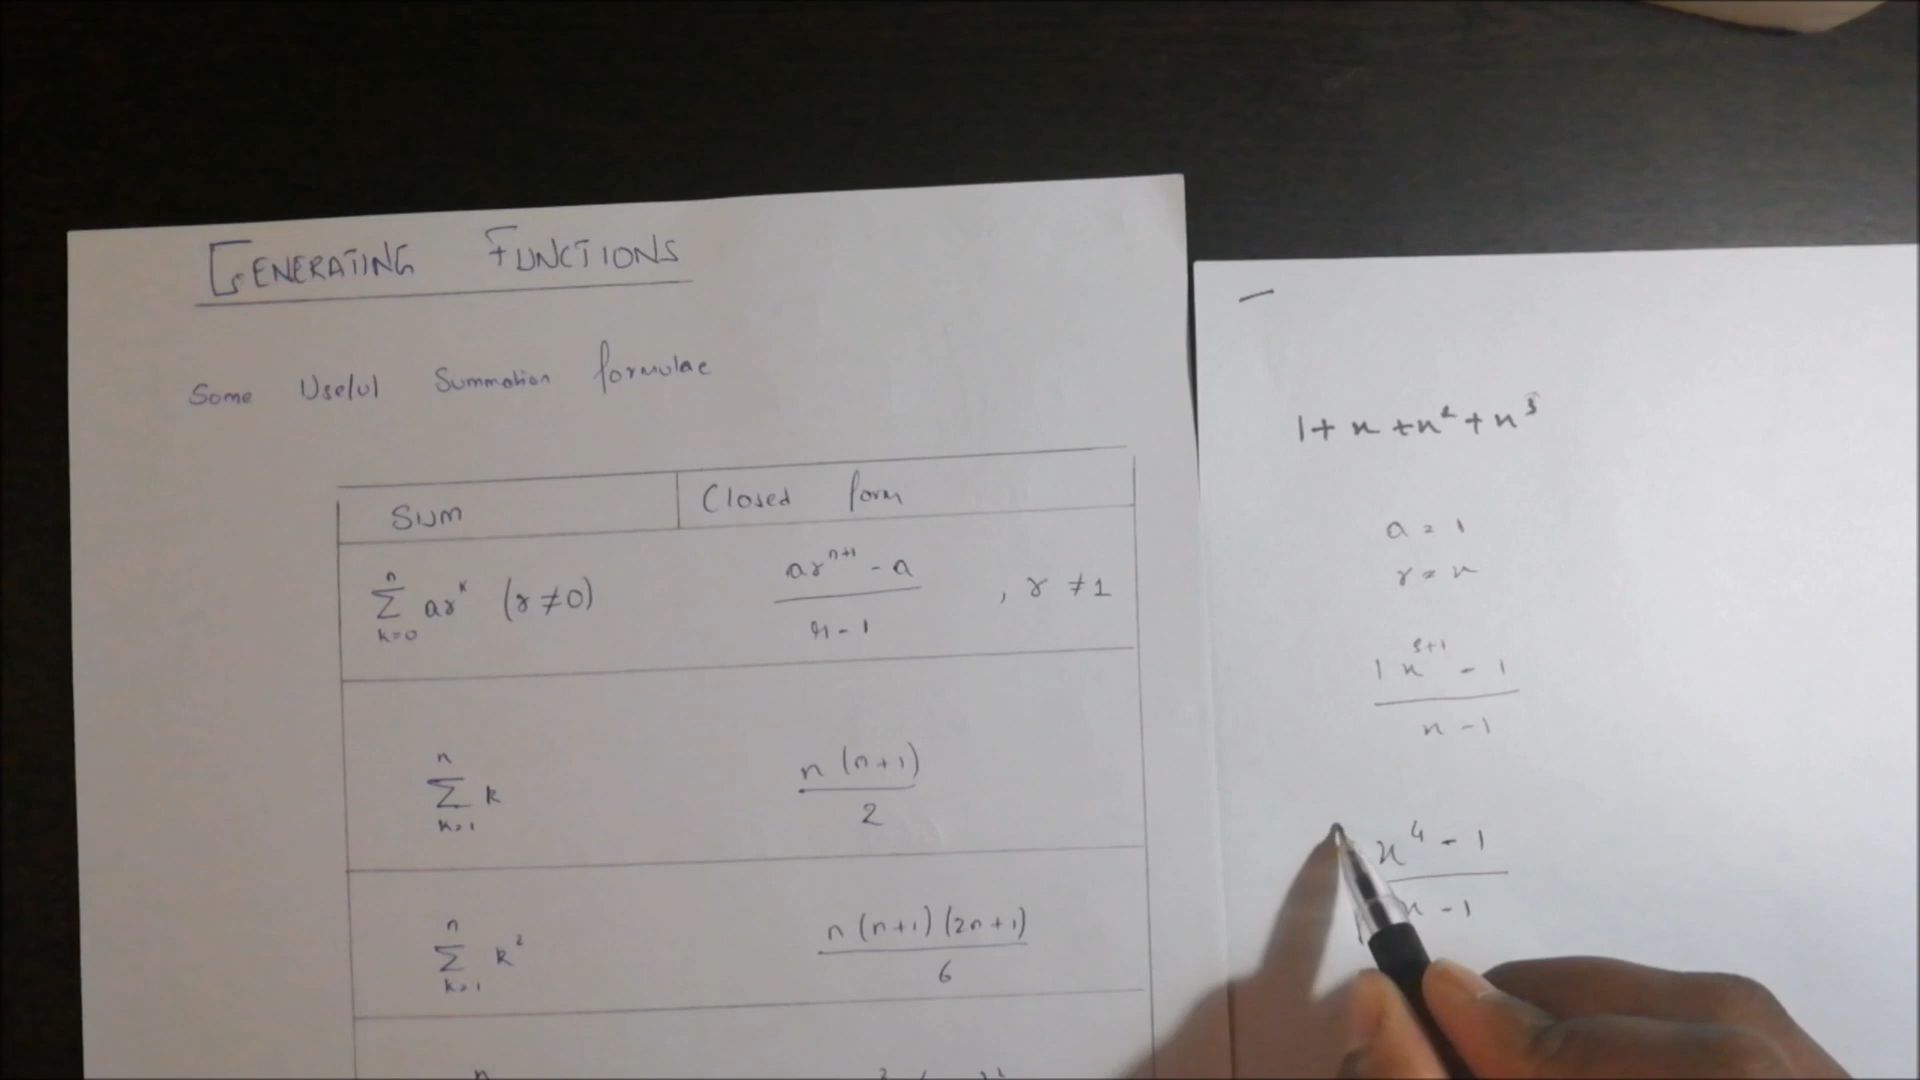 GENERATING FUNCTIONS
Some Useful Summation formulae
Sum Closed form
n
∑ ar^k (r ≠ 0)
k=0
ar^(n+1) - a
r - 1
, r ≠ 1
n
∑ k
k=1
n (n+1)
2
n
∑ k²
k=1
n (n+1) (2n+1)
6
n
1 + x + x² + x³
a = 1
r = x
1 x^(3+1) - 1
x - 1
x⁴ - 1
x - 1